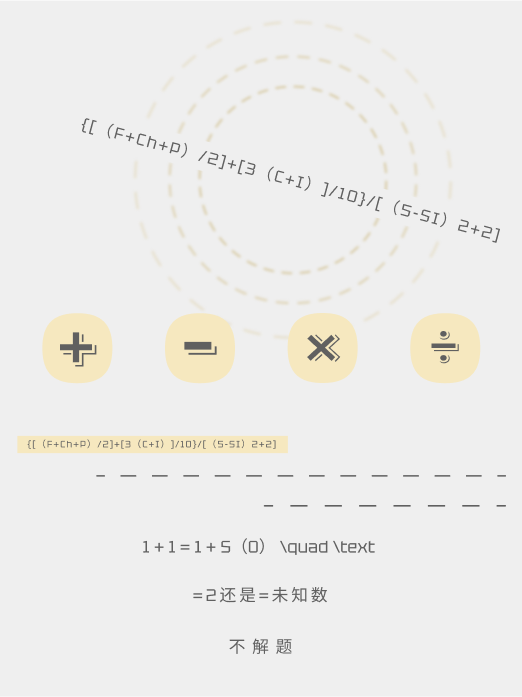 {[（F+Ch+P）/2]+[3（C+I）]/10}/[（S-SI）2+2]
+ - × ÷
{[（F+Ch+P）/2]+[3（C+I）]/10}/[（S-SI）2+2]
1+1=1+S（0） \quad \text
=2还是=未知数
不解题